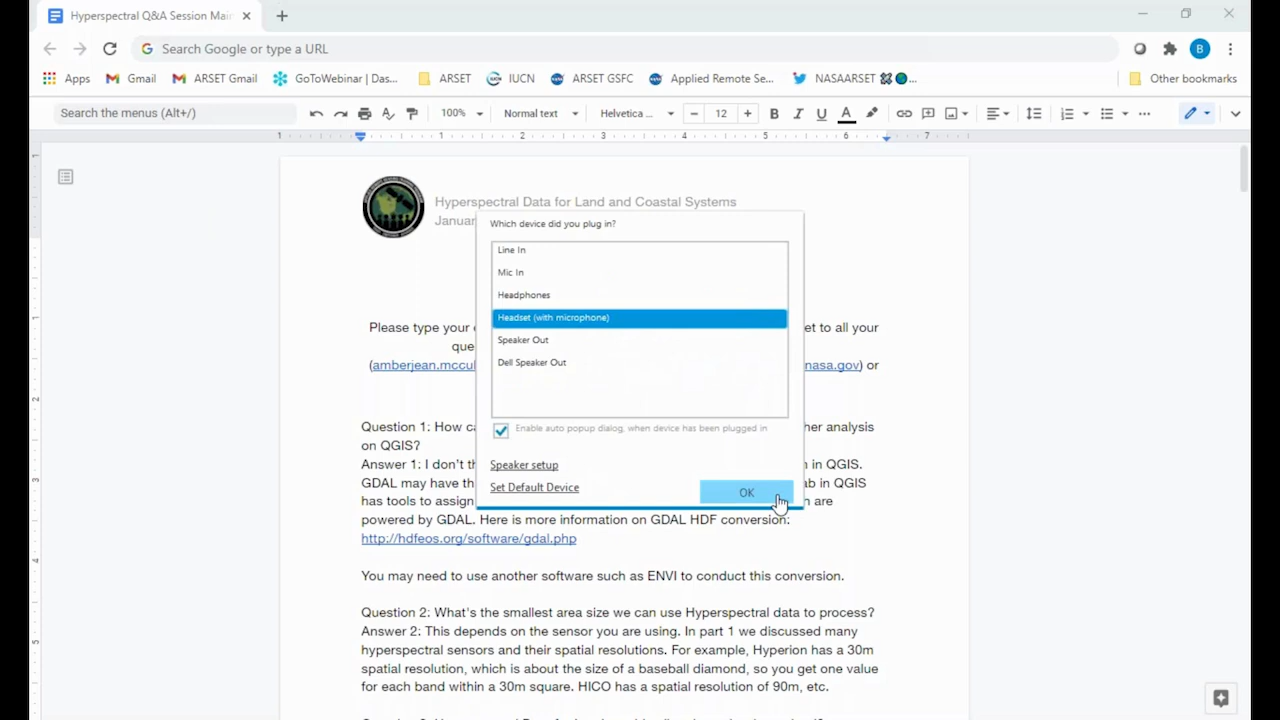 Hyperspectral Q&A Session Main
Search Google or type a URL
B
Apps Gmail ARSET Gmail GoToWebinar | Das... ARSET IUCN ARSET GSFC Applied Remote Se... NASAARSET 🛰🌎... Other bookmarks
Search the menus (Alt+/) 100% Normal text Helvetica ... 12 B I U A
1 1 2 3 4 5 6 7
Hyperspectral Data for Land and Coastal Systems
Januar
Which device did you plug in?
Line In
Mic In
Headphones
Headset (with microphone)
Speaker Out
Dell Speaker Out
Enable auto popup dialog, when device has been plugged in
Speaker setup
Set Default Device
OK
Please type your et to all your
que
(amberjean.mccul nasa.gov) or
Question 1: How ca her analysis
on QGIS?
Answer 1: I don't th n in QGIS.
GDAL may have th ab in QGIS
has tools to assign n are
powered by GDAL. Here is more information on GDAL HDF conversion:
http://hdfeos.org/software/gdal.php
You may need to use another software such as ENVI to conduct this conversion.
Question 2: What's the smallest area size we can use Hyperspectral data to process?
Answer 2: This depends on the sensor you are using. In part 1 we discussed many
hyperspectral sensors and their spatial resolutions. For example, Hyperion has a 30m
spatial resolution, which is about the size of a baseball diamond, so you get one value
for each band within a 30m square. HICO has a spatial resolution of 90m, etc.